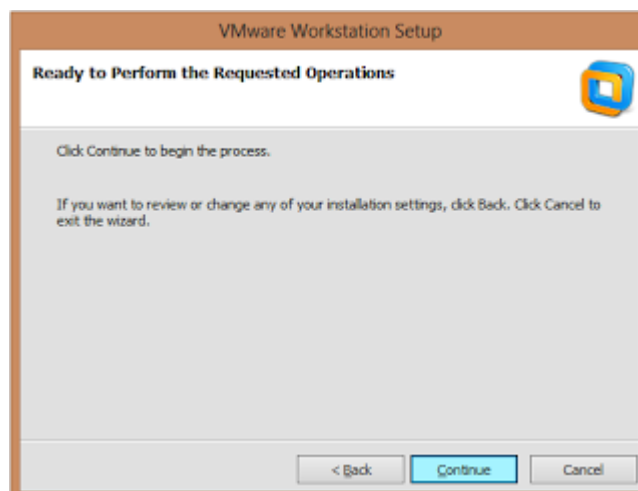 VMware Workstation Setup
Ready to Perform the Requested Operations
Click Continue to begin the process.
If you want to review or change any of your installation settings, click Back. Click Cancel to
exit the wizard.
< Back
Continue
Cancel